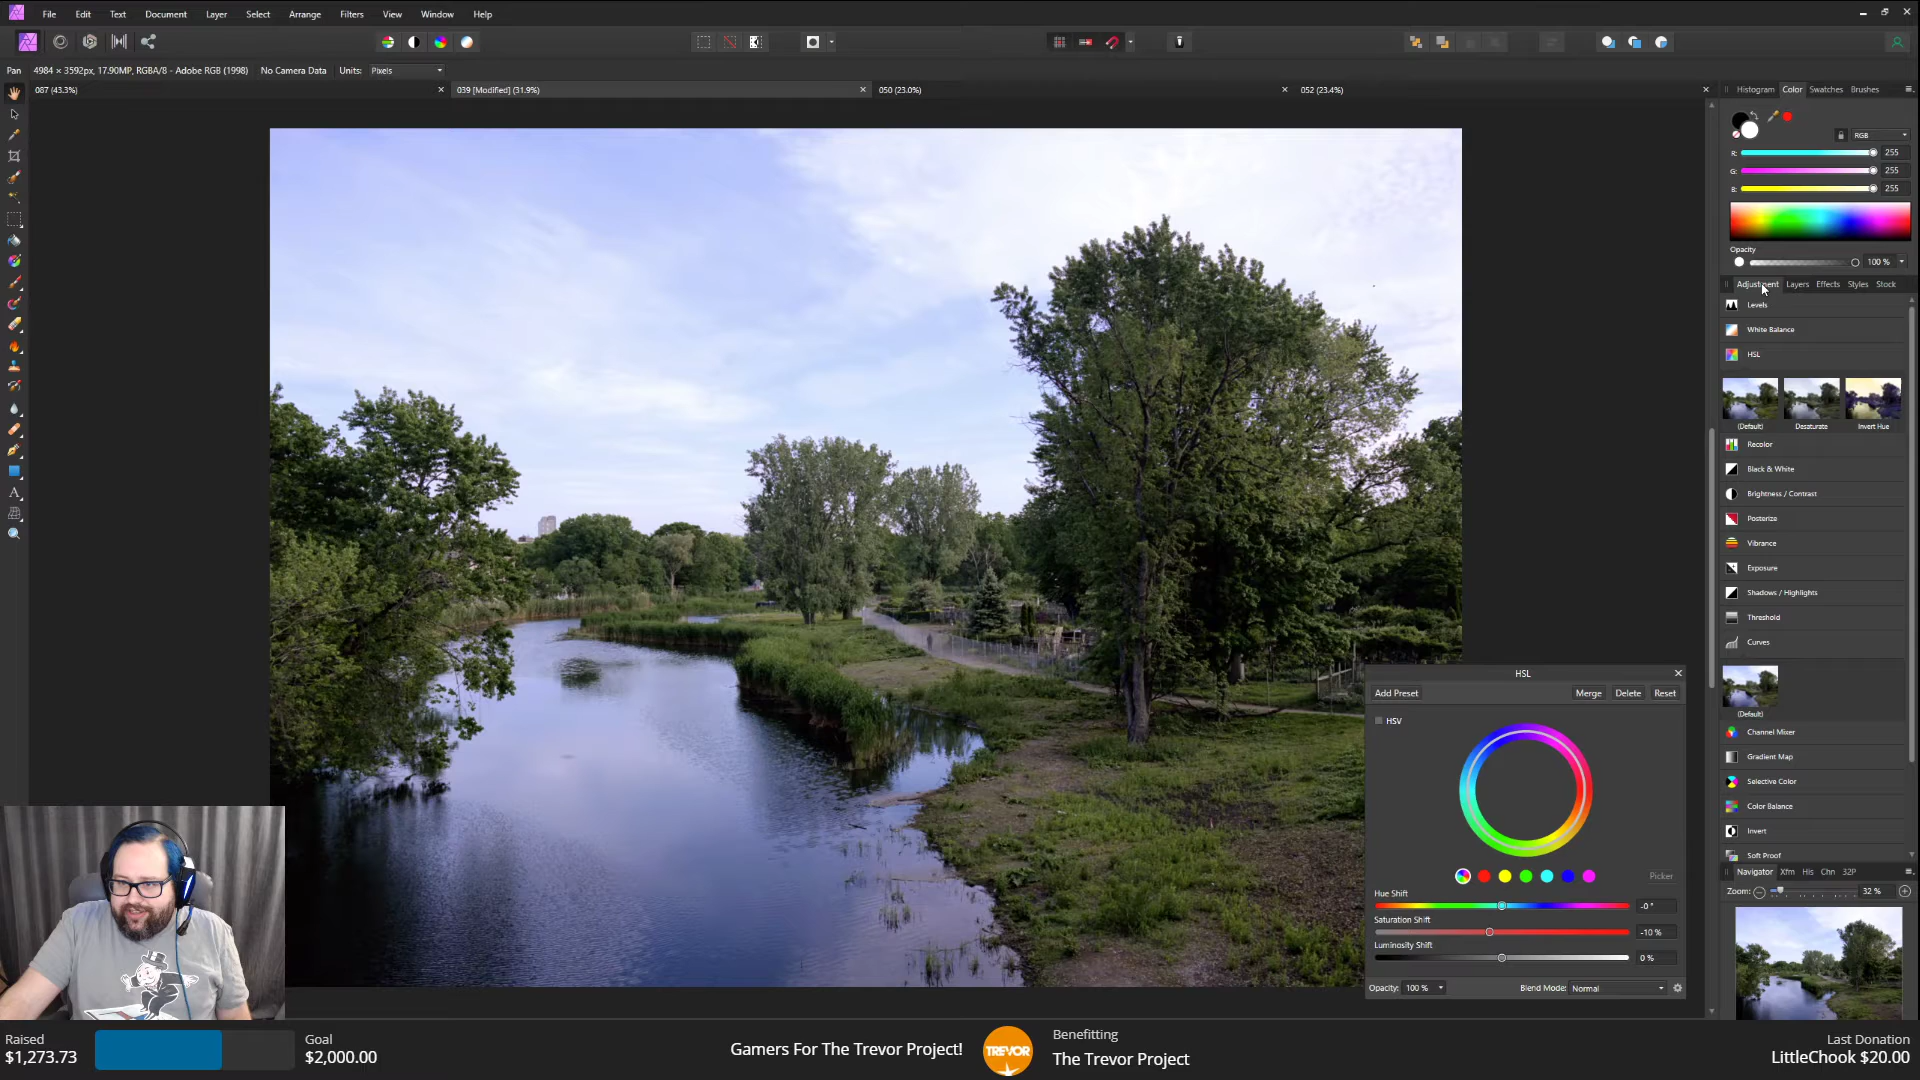 File Edit Text Document Layer Select Arrange Filters View Window Help
Pan 4984 × 3592px, 17.90MP, RGBA/8 - Adobe RGB (1998) No Camera Data Units: Pixels
087 (43.3%) 039 [Modified] (31.9%) 050 (23.0%) 052 (23.4%)
Histogram Color Swatches Brushes
RGB
R: 255
G: 255
B: 255
Opacity
100 %
Adjustment Layers Effects Styles Stock
Levels
White Balance
HSL
(Default) Desaturate Invert Hue
Recolor
Black & White
Brightness / Contrast
Posterize
Vibrance
Exposure
Shadows / Highlights
Threshold
Curves
(Default)
Channel Mixer
Gradient Map
Selective Color
Color Balance
Invert
Soft Proof
HSL
Add Preset Merge Delete Reset
HSV
Picker
Hue Shift
-0 °
Saturation Shift
-10 %
Luminosity Shift
0 %
Opacity: 100 % Blend Mode: Normal
Navigator Xfm His Chn 32P
Zoom: 32 %
Raised
$1,273.73
Goal
$2,000.00
Gamers For The Trevor Project!
TREVOR
Benefitting
The Trevor Project
Last Donation
LittleChook $20.00